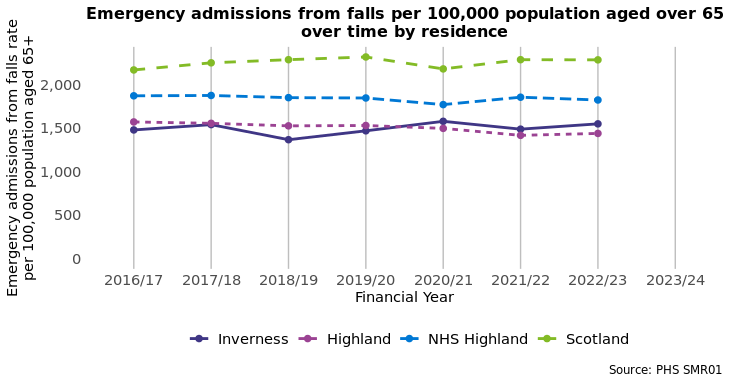 Emergency admissions from falls per 100,000 population aged over 65
over time by residence
Emergency admissions from falls rate
per 100,000 population aged 65+
2,000
1,500
1,000
500
0
2016/17 2017/18 2018/19 2019/20 2020/21 2021/22 2022/23 2023/24
Financial Year
Inverness Highland NHS Highland Scotland
Source: PHS SMR01